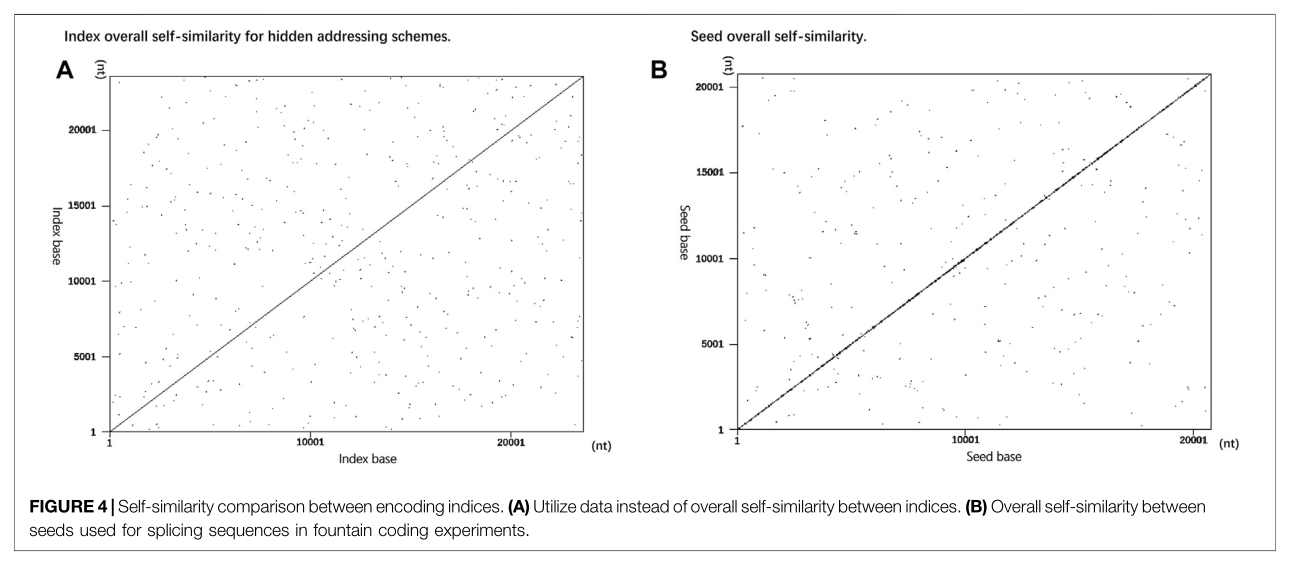 Index overall self-similarity for hidden addressing schemes.
A
(nt)
20001
15001
10001
5001
1
Index base
1
10001
20001
(nt)
Index base
Seed overall self-similarity.
B
(nt)
20001
15001
10001
5001
1
Seed base
1
10001
20001
(nt)
Seed base
FIGURE 4 | Self-similarity comparison between encoding indices. (A) Utilize data instead of overall self-similarity between indices. (B) Overall self-similarity between
seeds used for splicing sequences in fountain coding experiments.